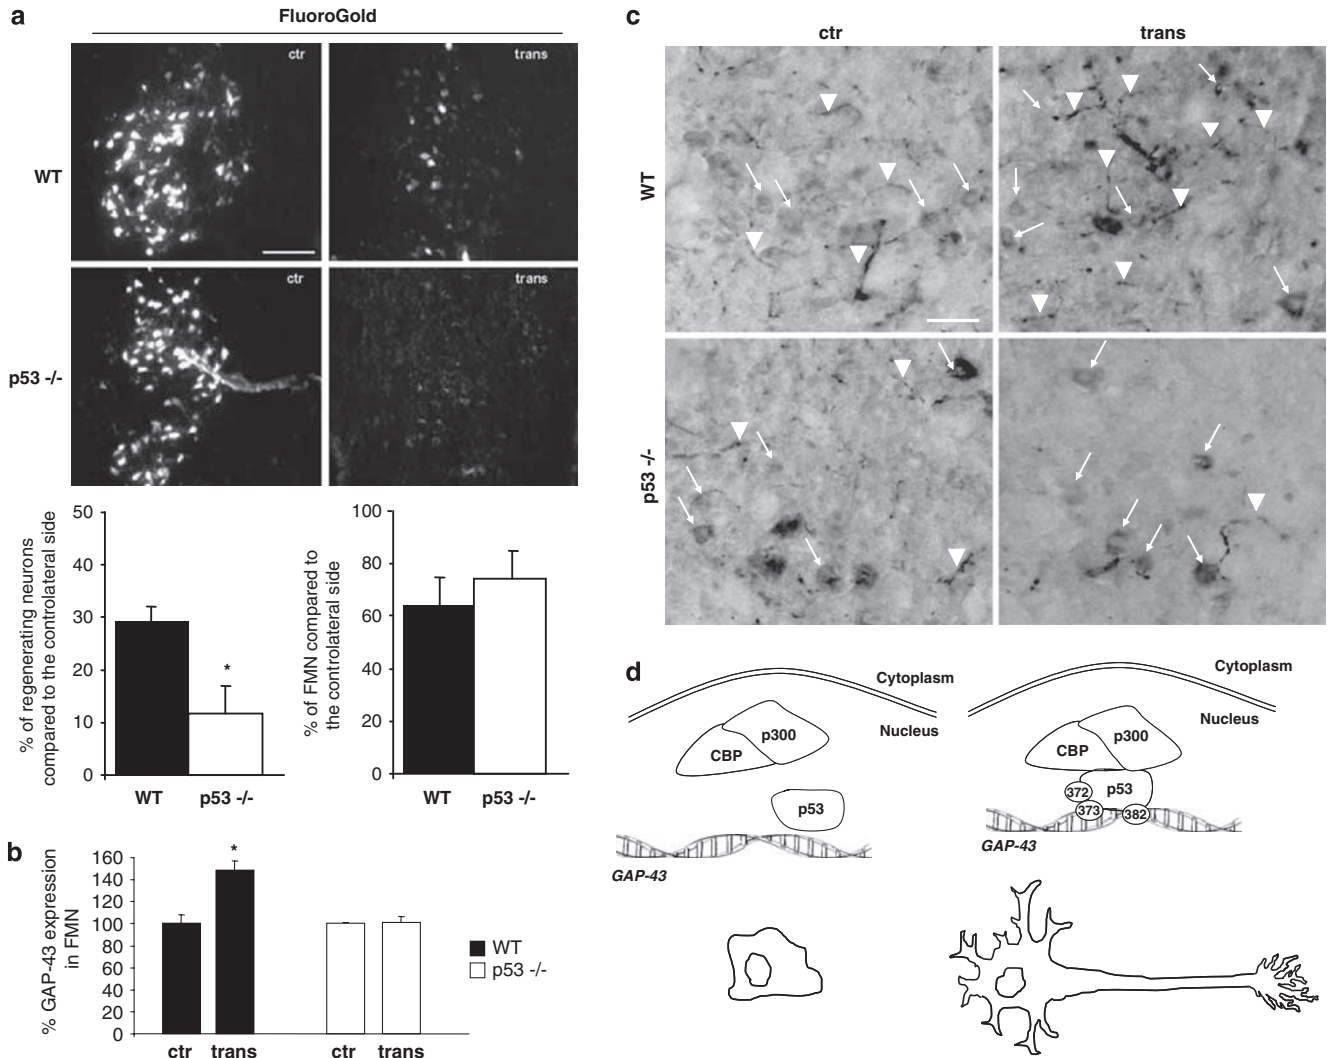 a
FluoroGold
ctr
trans
WT
ctr
trans
p53 -/-
% of regenerating neurons
compared to the controlateral side
50
40
30
20
10
0
*
WT
p53 -/-
% of FMN compared to
the controlateral side
100
80
60
40
20
0
WT
p53 -/-
b
% GAP-43 expression
in FMN
160
140
120
100
80
60
40
20
0
*
ctr
trans
ctr
trans
WT
p53 -/-
c
ctr
trans
WT
p53 -/-
d
Cytoplasm
Nucleus
p300
CBP
p53
GAP-43
Cytoplasm
Nucleus
p300
CBP
p53
372
373
382
GAP-43